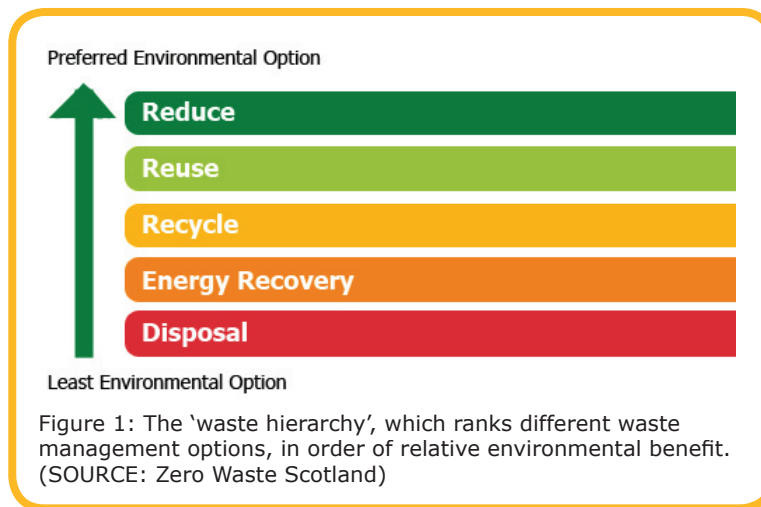 Preferred Environmental Option
Reduce
Reuse
Recycle
Energy Recovery
Disposal
Least Environmental Option
Figure 1: The ‘waste hierarchy’, which ranks different waste
management options, in order of relative environmental benefit.
(SOURCE: Zero Waste Scotland)